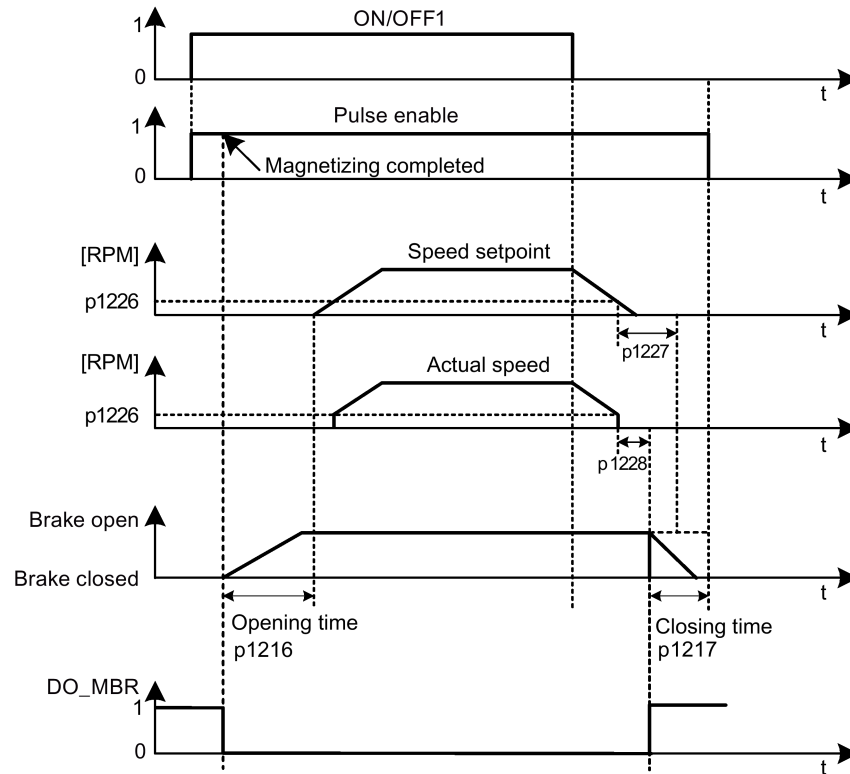 ON/OFF1
1
0
t
Pulse enable
1
Magnetizing completed
0
t
[RPM]
Speed setpoint
p1226
t
p1227
[RPM]
Actual speed
p1226
t
p1228
Brake open
Brake closed
t
Opening time
p1216
Closing time
p1217
DO_MBR
1
0
t